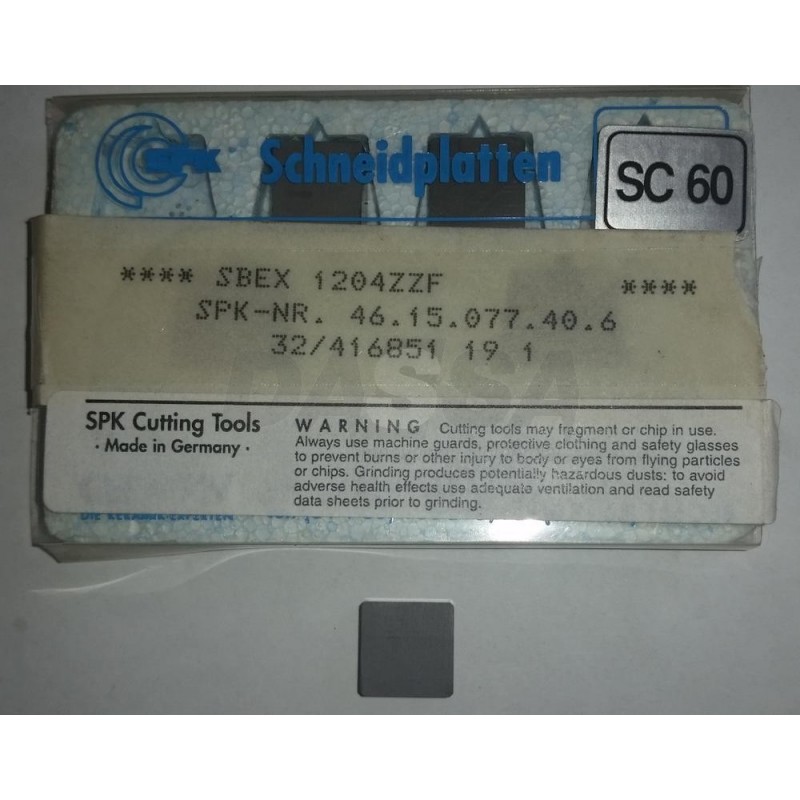 SPK Schneidplatten
SC 60
**** SBEX 1204ZZF ****
SPK-NR. 46.15.077.40.6
32/416851 19 1
DASSA
SPK Cutting Tools
· Made in Germany ·
WARNING Cutting tools may fragment or chip in use.
Always use machine guards, protective clothing and safety glasses
to prevent burns or other injury to body or eyes from flying particles
or chips. Grinding produces potentially hazardous dusts: to avoid
adverse health effects use adequate ventilation and read safety
data sheets prior to grinding.
DIE KERAMIK-EXPERTEN